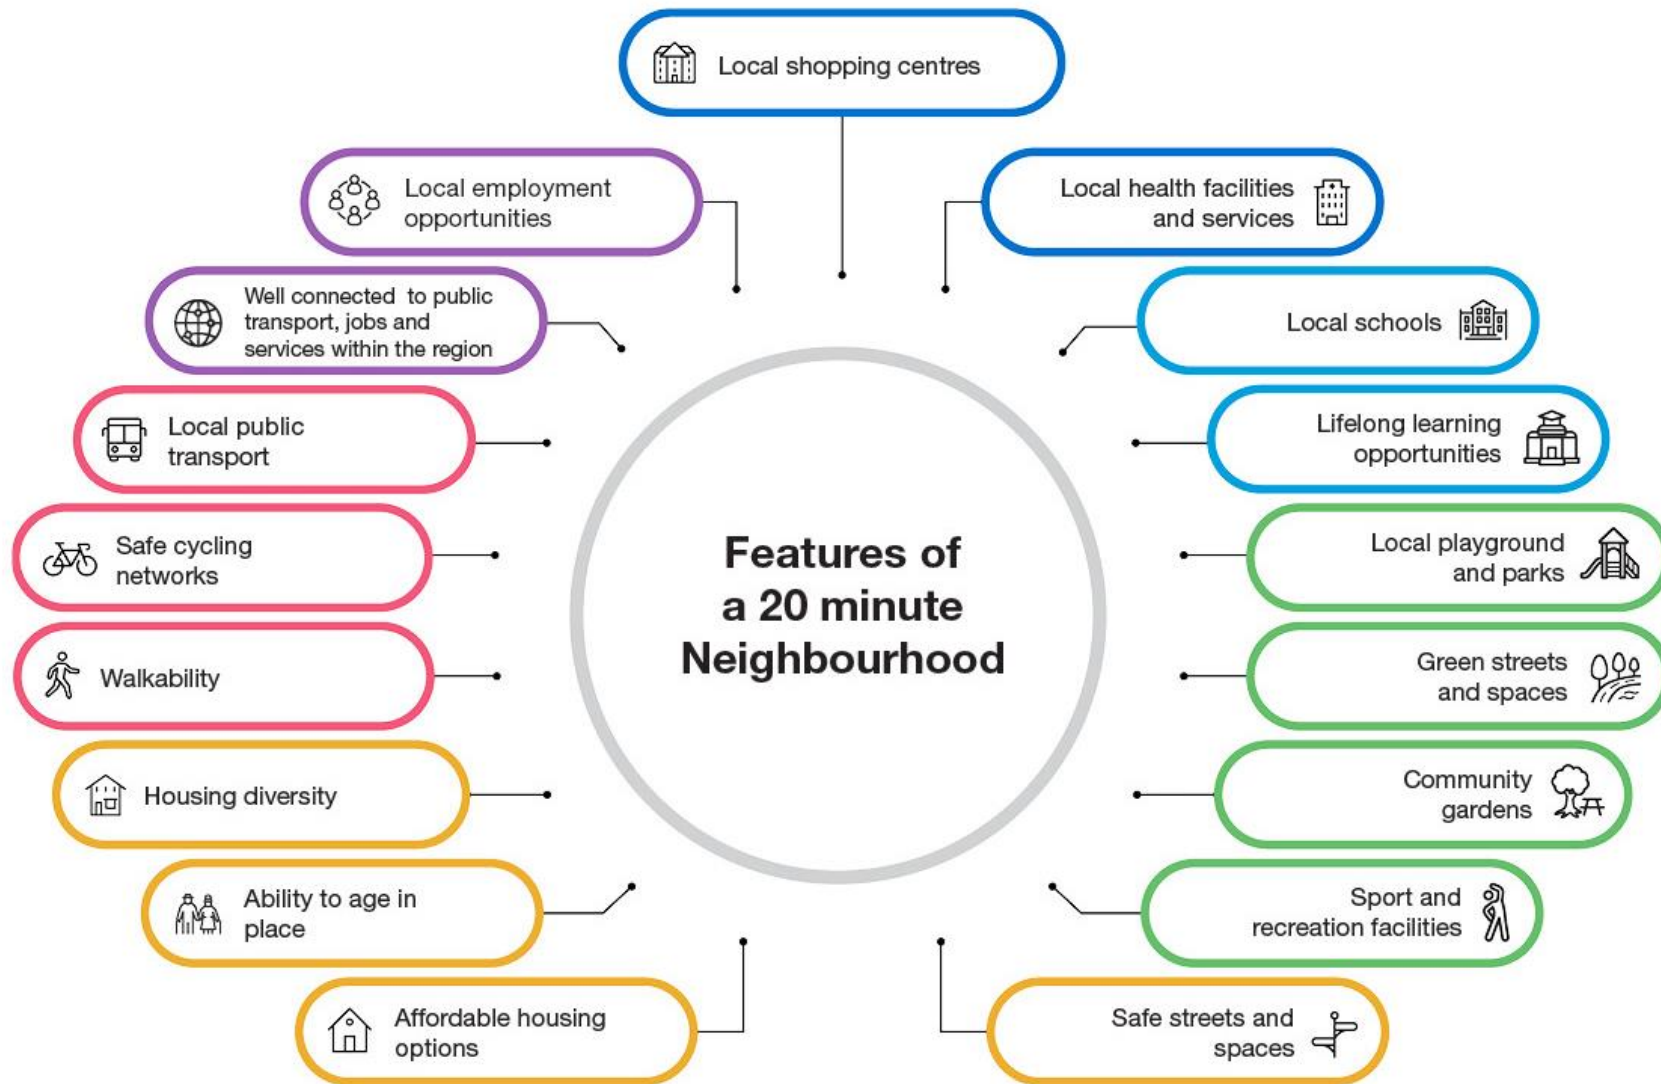 Local shopping centres
Local employment
opportunities
Local health facilities
and services
Well connected  to public
transport, jobs and
services within the region
Local schools
Local public
transport
Lifelong learning
opportunities
Safe cycling
networks
Local playground
and parks
Features of
a 20 minute
Neighbourhood
Walkability
Green streets
and spaces
Housing diversity
Community
gardens
Ability to age in
place
Sport and
recreation facilities
Affordable housing
options
Safe streets and
spaces